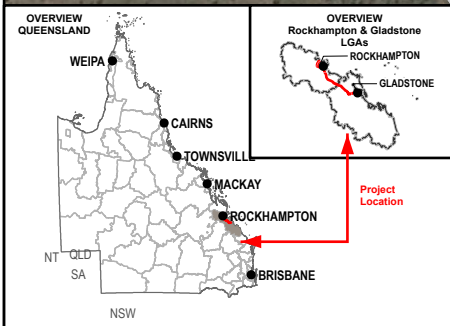 OVERVIEW
QUEENSLAND
WEIPA
CAIRNS
TOWNSVILLE
MACKAY
ROCKHAMPTON
BRISBANE
NT
QLD
SA
NSW
OVERVIEW
Rockhampton & Gladstone
LGAs
ROCKHAMPTON
GLADSTONE
Project
Location